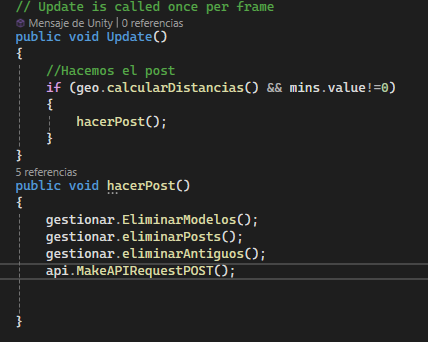 // Update is called once per frame
Mensaje de Unity | 0 referencias
public void Update()
{
//Hacemos el post
if (geo.calcularDistancias() && mins.value!=0)
{
hacerPost();
}
}
5 referencias
public void hacerPost()
{
gestionar.EliminarModelos();
gestionar.eliminarPosts();
gestionar.eliminarAntiguos();
api.MakeAPIRequestPOST();
}